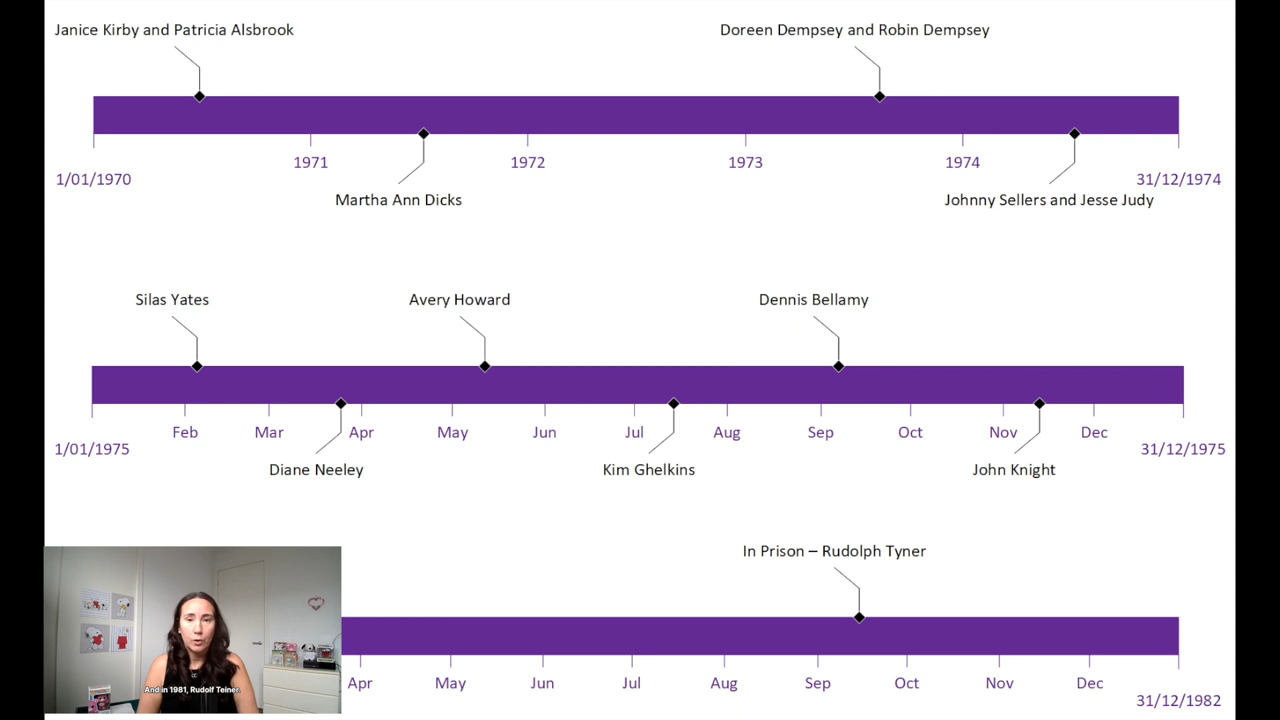 Janice Kirby and Patricia Alsbrook
Doreen Dempsey and Robin Dempsey
1971
1972
1973
1974
1/01/1970
31/12/1974
Martha Ann Dicks
Johnny Sellers and Jesse Judy
Silas Yates
Avery Howard
Dennis Bellamy
Feb
Mar
Apr
May
Jun
Jul
Aug
Sep
Oct
Nov
Dec
1/01/1975
31/12/1975
Diane Neeley
Kim Ghelkins
John Knight
In Prison – Rudolph Tyner
Apr
May
Jun
Jul
Aug
Sep
Oct
Nov
Dec
31/12/1982
And in 1981, Rudolf Teiner.